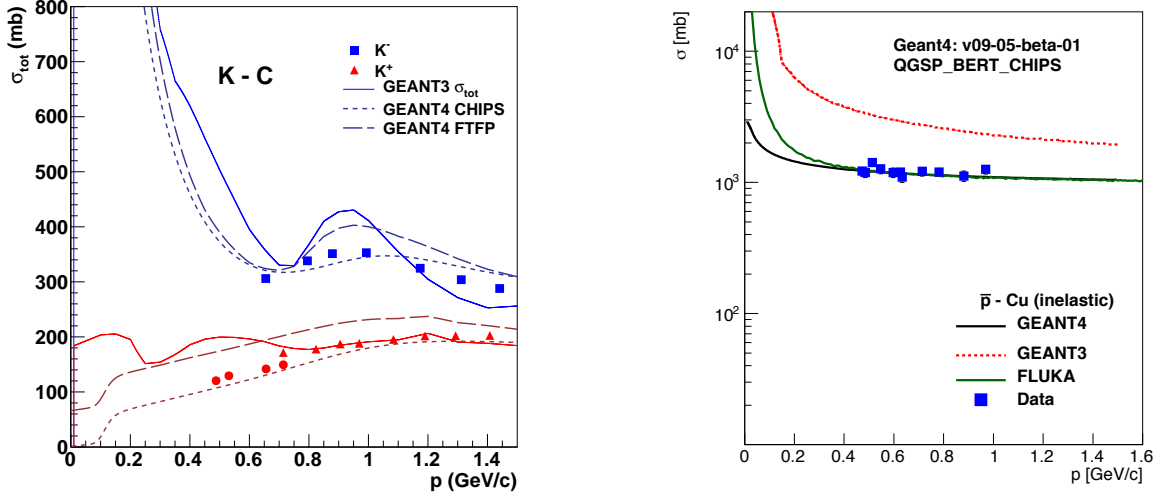 800
700
600
500
400
300
200
100
0
σtot (mb)
K - C
K-
K+
GEANT3 σtot
GEANT4 CHIPS
GEANT4 FTFP
0 0.2 0.4 0.6 0.8 1 1.2 1.4
p (GeV/c)
σ [mb]
10⁴
10³
10²
Geant4: v09-05-beta-01
QGSP_BERT_CHIPS
p̅ - Cu (inelastic)
GEANT4
GEANT3
FLUKA
Data
0 0.2 0.4 0.6 0.8 1 1.2 1.4 1.6
p [GeV/c]